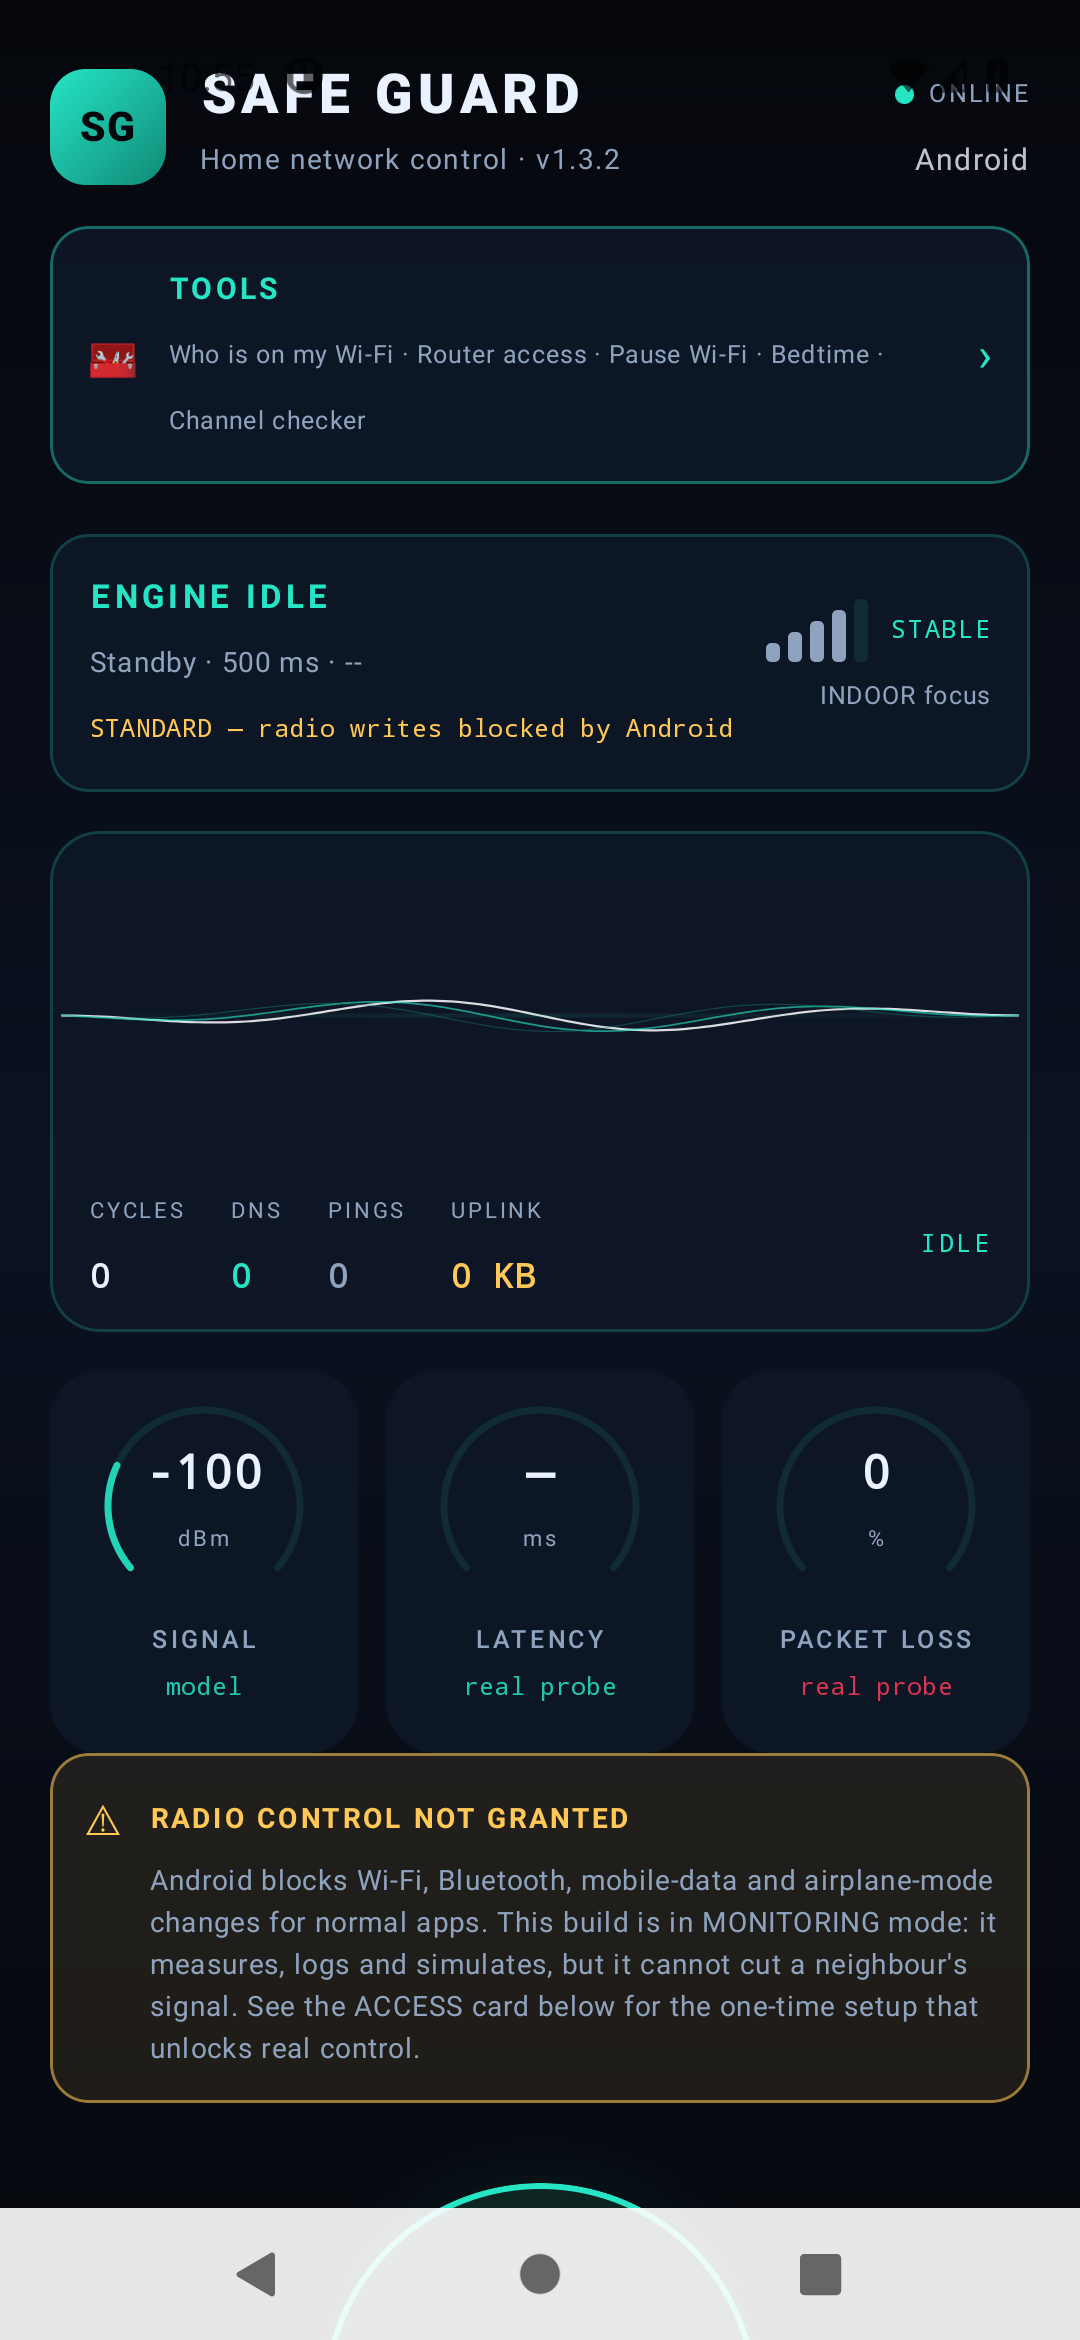 10:55
SG
SAFE GUARD
ONLINE
Home network control · v1.3.2
Android
TOOLS
Who is on my Wi-Fi · Router access · Pause Wi-Fi · Bedtime ·
Channel checker
›
ENGINE IDLE
STABLE
Standby · 500 ms · --
INDOOR focus
STANDARD — radio writes blocked by Android
CYCLES DNS PINGS UPLINK
0 0 0 0 KB
IDLE
-100 — 0
dBm ms %
SIGNAL LATENCY PACKET LOSS
model real probe real probe
⚠ RADIO CONTROL NOT GRANTED
Android blocks Wi-Fi, Bluetooth, mobile-data and airplane-mode
changes for normal apps. This build is in MONITORING mode: it
measures, logs and simulates, but it cannot cut a neighbour's
signal. See the ACCESS card below for the one-time setup that
unlocks real control.